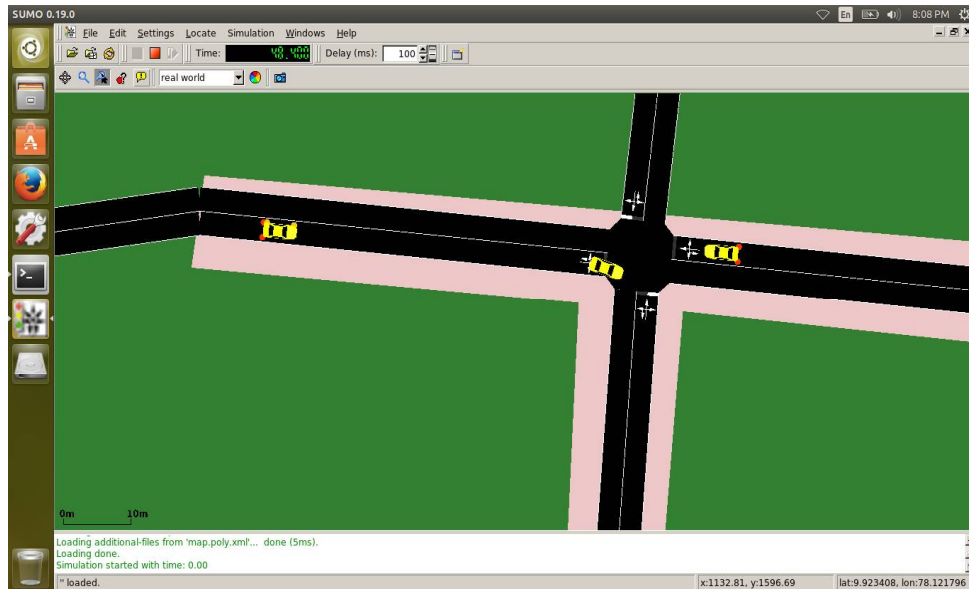 SUMO 0.19.0
En
8:08 PM
File Edit Settings Locate Simulation Windows Help
Time: 48.400 Delay (ms): 100
real world
0m 10m
Loading additional-files from 'map.poly.xml'... done (5ms).
Loading done.
Simulation started with time: 0.00
'' loaded.
x:1132.81, y:1596.69
lat:9.923408, lon:78.121796